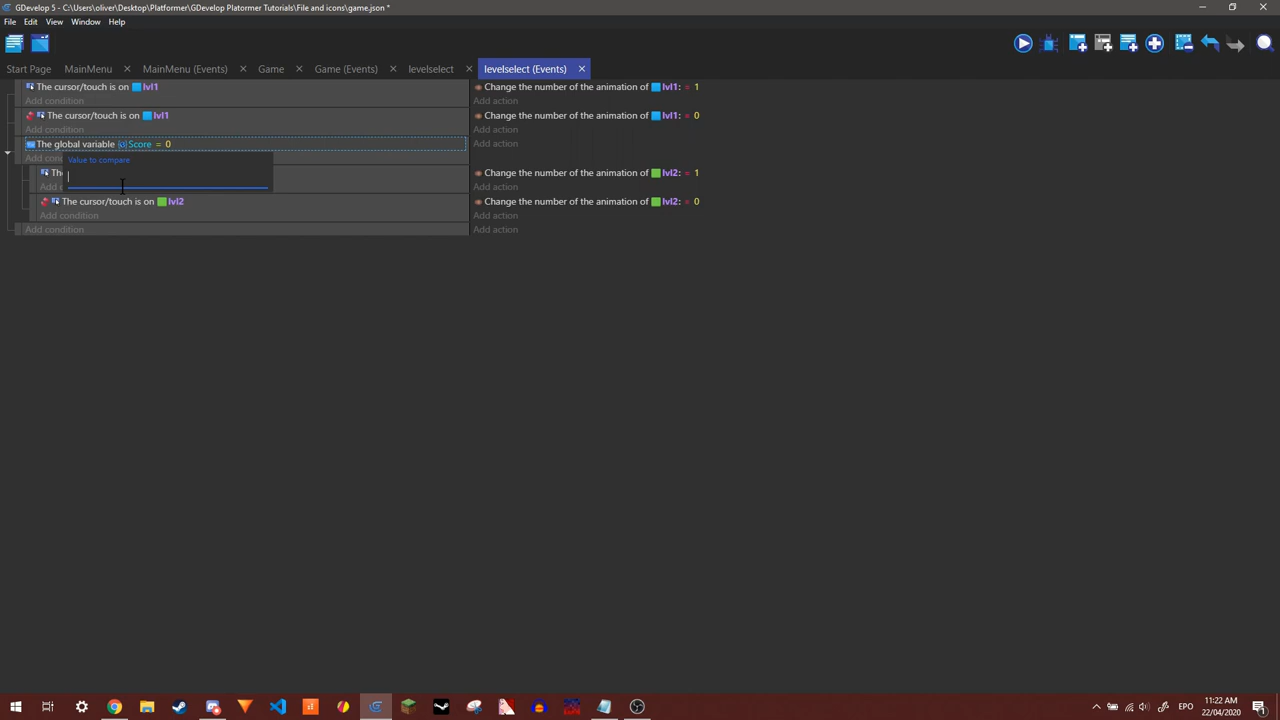 GDevelop 5 - C:\Users\oliver\Desktop\Platformer\GDevelop Platormer Tutorials\File and icons\game.json *
File Edit View Window Help
Start Page MainMenu MainMenu (Events) Game Game (Events) levelselect levelselect (Events)
The cursor/touch is on lvl1 Change the number of the animation of lvl1: = 1
Add condition Add action
The cursor/touch is on lvl1 Change the number of the animation of lvl1: = 0
Add condition Add action
The global variable Score = 0 Add action
Add con
Value to compare
The Change the number of the animation of lvl2: = 1
Add c Add action
The cursor/touch is on lvl2 Change the number of the animation of lvl2: = 0
Add condition Add action
Add condition Add action
11:22 AM
EPO
22/04/2020